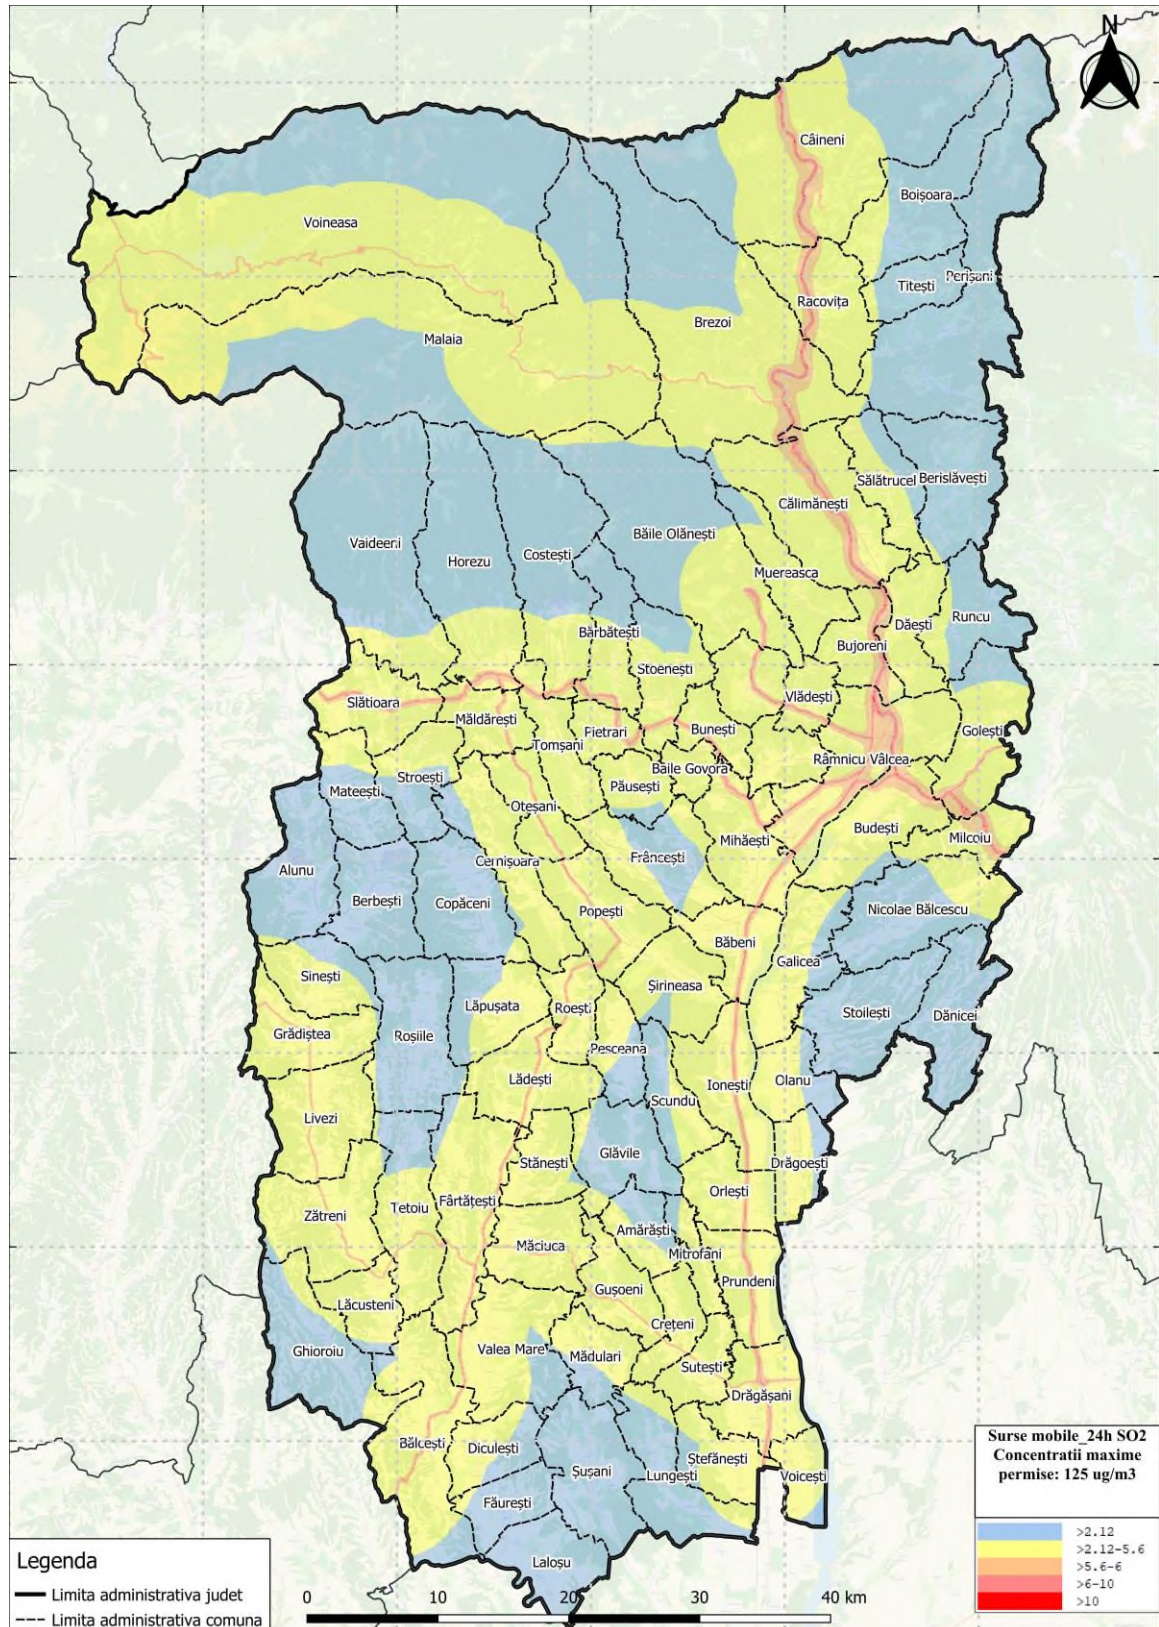 N
Câineni
Boișoara
Voineasa
Perișani
Titești
Racovița
Brezoi
Malaia
Sălătrucel
Berislăvești
Călimănești
Băile Olănești
Vaideeni
Costești
Horezu
Muereasca
Runcu
Dăești
Bărbătești
Bujoreni
Stoenești
Vlădești
Slătioara
Măldărești
Fietrari
Bunești
Golești
Tomșani
Râmnicu Vâlcea
Baile Govora
Stroești
Păușești
Mateești
Oteșani
Budești
Mihăești
Milcoiu
Frâncești
Cernișoara
Alunu
Berbești
Copăceni
Popești
Nicolae Bălcescu
Băbeni
Galicea
Sinești
Șirineasa
Lăpușata
Roești
Stoilești
Dănicei
Grădiștea
Roșiile
Pesceana
Lădești
Ionești
Olanu
Scundu
Livezi
Glăvile
Stănești
Drăgoești
Orlești
Tetoiu
Fârtățești
Zătreni
Amărăști
Măciuca
Mitrofani
Prundeni
Gușoeni
Lăcusteni
Crețeni
Ghioroiu
Valea Mare
Mădulari
Sutești
Drăgășani
Bălcești
Diculești
Ștefănești
Șușani
Lungești
Voicești
Făurești
Lalosu
Surse mobile_24h SO2
Concentratii maxime
permise: 125 ug/m3
>2.12
>2.12-5.6
>5.6-6
>6-10
>10
Legenda
Limita administrativa judet
Limita administrativa comuna
0 10 20 30 40 km